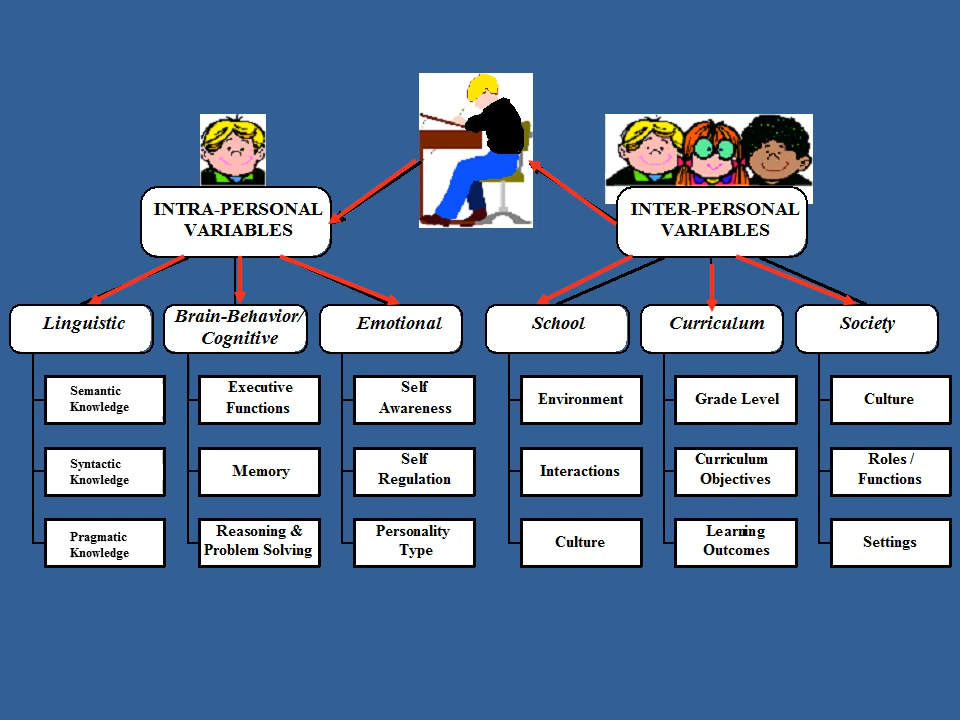 INTRA-PERSONAL
VARIABLES
INTER-PERSONAL
VARIABLES
Linguistic
Brain-Behavior/
Cognitive
Emotional
School
Curriculum
Society
Semantic
Knowledge
Executive
Functions
Self
Awareness
Environment
Grade Level
Culture
Syntactic
Knowledge
Memory
Self
Regulation
Interactions
Curriculum
Objectives
Roles /
Functions
Pragmatic
Knowledge
Reasoning &
Problem Solving
Personality
Type
Culture
Learning
Outcomes
Settings